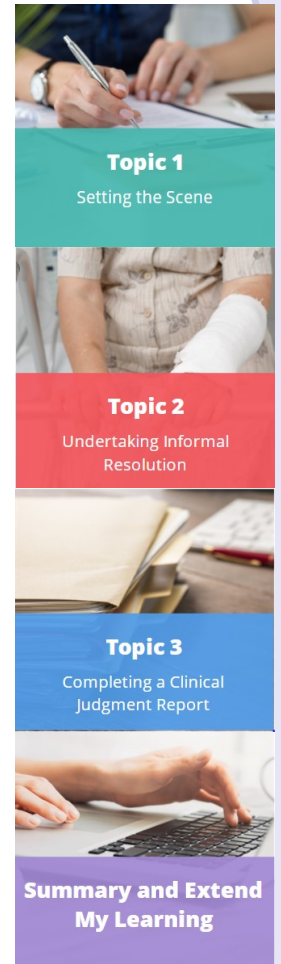 Topic 1
Setting the Scene
Topic 2
Undertaking Informal
Resolution
Topic 3
Completing a Clinical
Judgment Report
Summary and Extend
My Learning